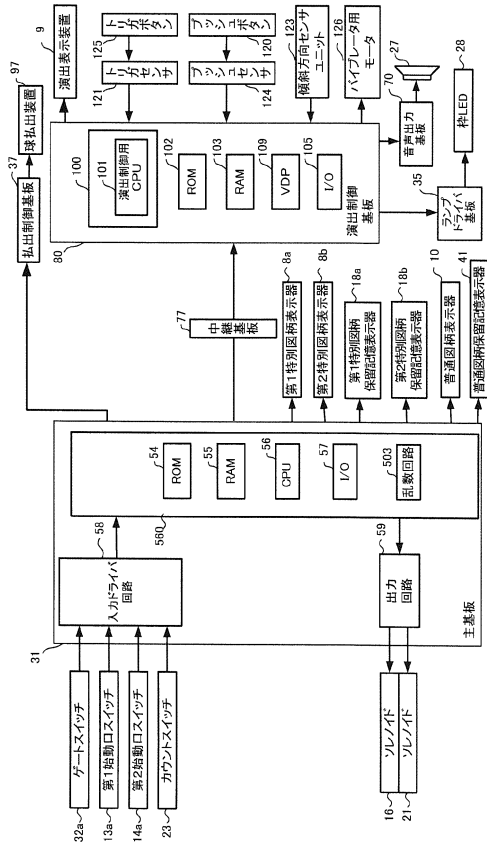 31
主基板
32a
ゲートスイッチ
13a
第1始動口スイッチ
14a
第2始動口スイッチ
23
カウントスイッチ
58
入力ドライバ
回路
560
54
ROM
55
RAM
56
CPU
57
I/O
503
乱数回路
59
出力
回路
16
ソレノイド
21
ソレノイド
37
払出制御基板
97
球払出装置
77
中継
基板
8a
第1特別図柄表示器
8b
第2特別図柄表示器
18a
第1特別図柄
保留記憶表示器
18b
第2特別図柄
保留記憶表示器
10
普通図柄表示器
41
普通図柄保留記憶表示器
80
演出制御
基板
100
101
演出制御用
CPU
102
ROM
103
RAM
109
VDP
105
I/O
9
演出表示装置
125
トリガボタン
121
トリガセンサ
120
プッシュボタン
124
プッシュセンサ
123
傾斜方向センサ
ユニット
126
バイブレータ用
モータ
70
音声出力
基板
27
35
ランプ
ドライバ
基板
28
枠LED